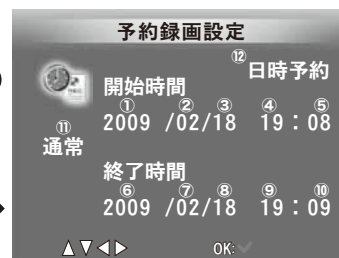 予約録画設定
⑫
日時予約
開始時間
① ② ③ ④ ⑤
2009 /02/18 19：08
⑪
通常
終了時間
⑥ ⑦ ⑧ ⑨ ⑩
2009 /02/18 19：09
△▽◁▷ OK:✓